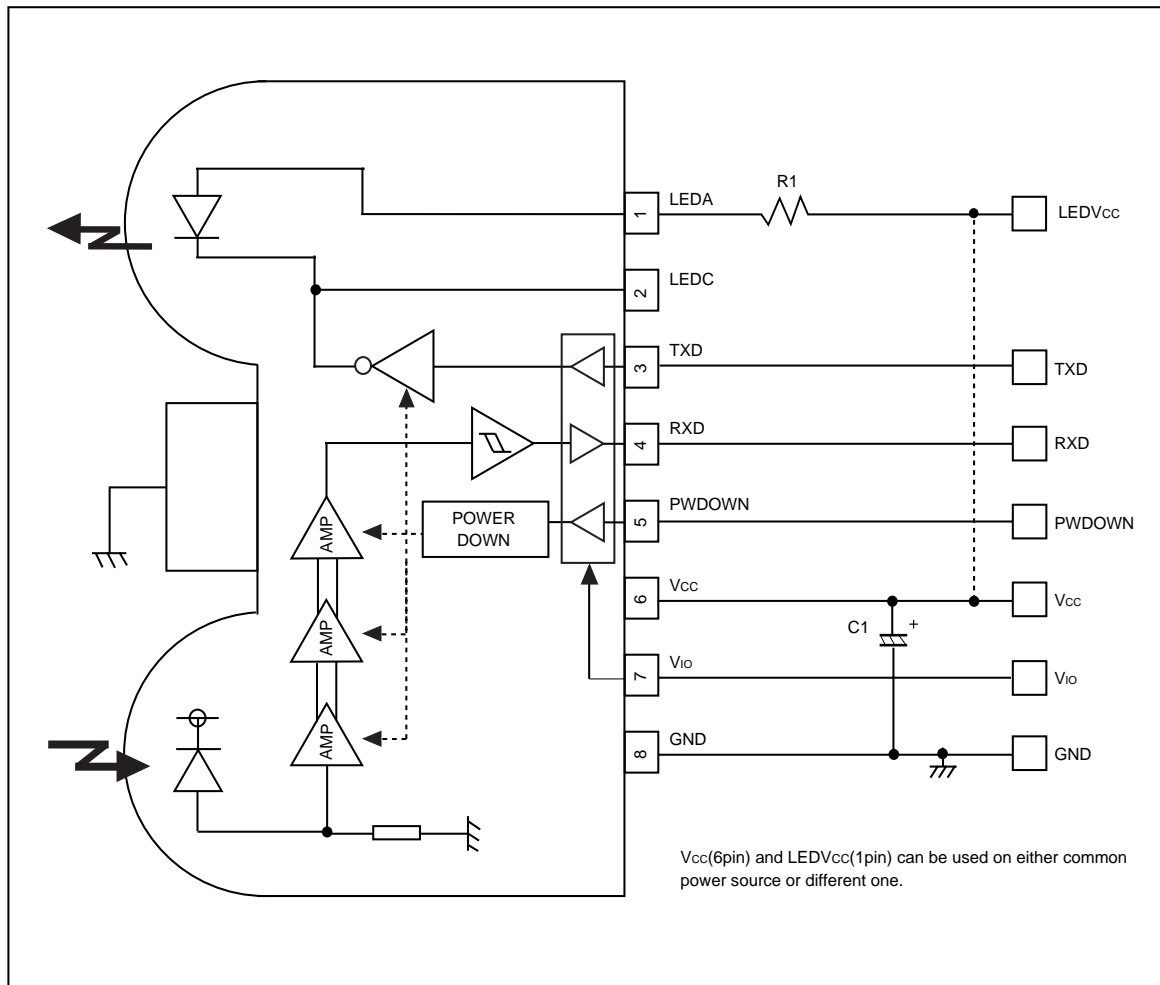 R1
1
LEDA
LEDVcc
2
LEDC
3
TXD
TXD
4
RXD
RXD
5
PWDOWN
PWDOWN
POWER
DOWN
AMP
AMP
AMP
6
Vcc
Vcc
C1
+
7
VIO
VIO
8
GND
GND
Vcc(6pin) and LEDVcc(1pin) can be used on either common
power source or different one.